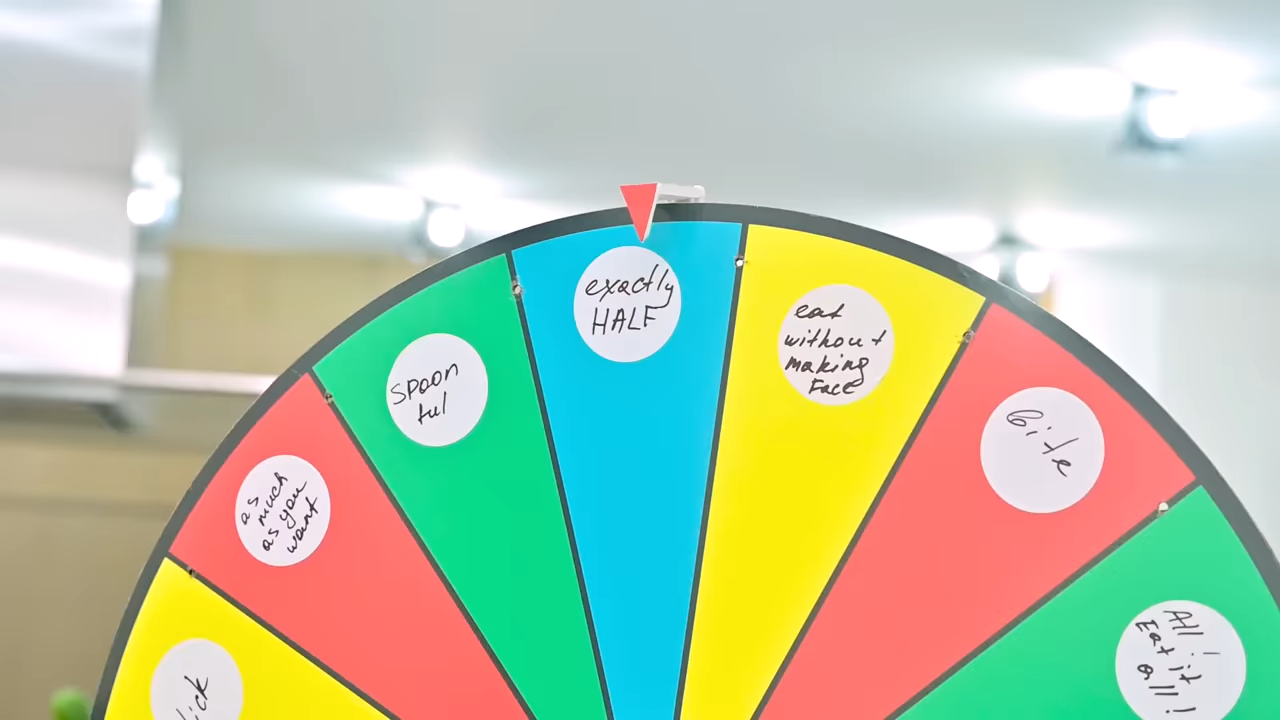 exactly
HALF
eat
without
making
Face
Spoon
ful
Bite
as
much
as you
want
All!
Eat it
all!